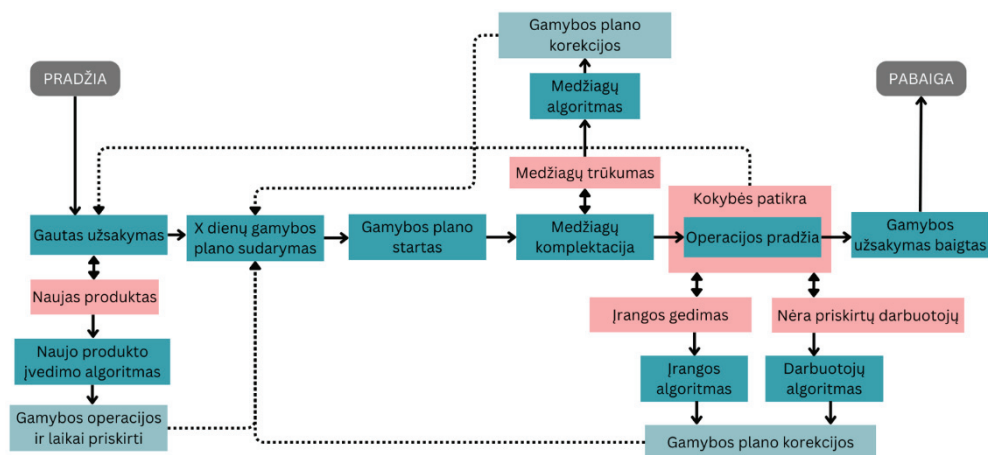 Gamybos plano
korekcijos
PRADŽIA
Medžiagų
algoritmas
PABAIGA
Medžiagų trūkumas
Kokybės patikra
Gautas užsakymas
X dienų gamybos
plano sudarymas
Gamybos plano
startas
Medžiagų
komplektacija
Operacijos pradžia
Gamybos
užsakymas baigtas
Naujas produktas
Įrangos gedimas
Nėra priskirtų darbuotojų
Naujo produkto
įvedimo algoritmas
Įrangos
algoritmas
Darbuotojų
algoritmas
Gamybos operacijos
ir laikai priskirti
Gamybos plano korekcijos